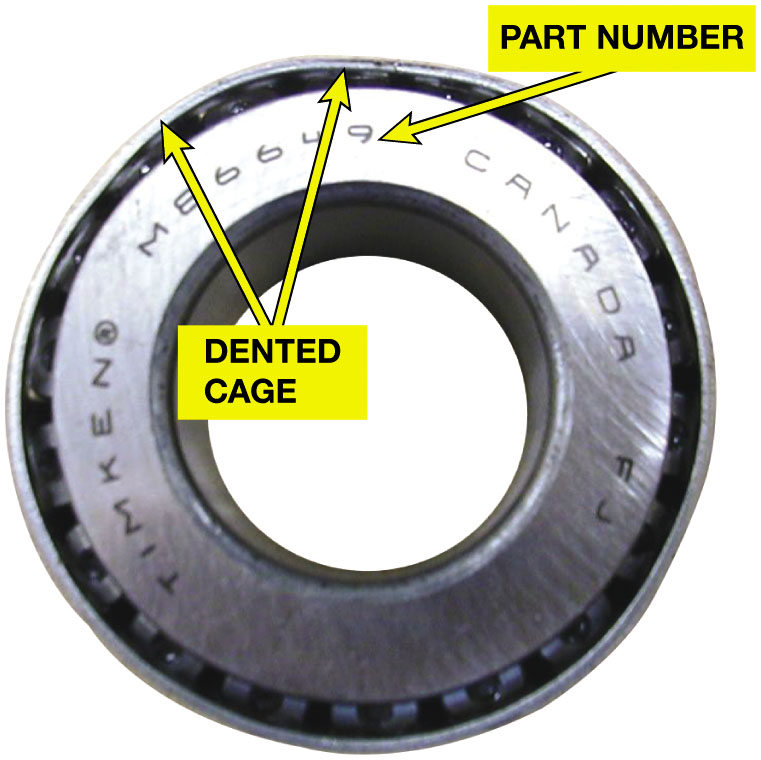 PART NUMBER
TIMKEN® M86649 CANADA FJ
DENTED
CAGE